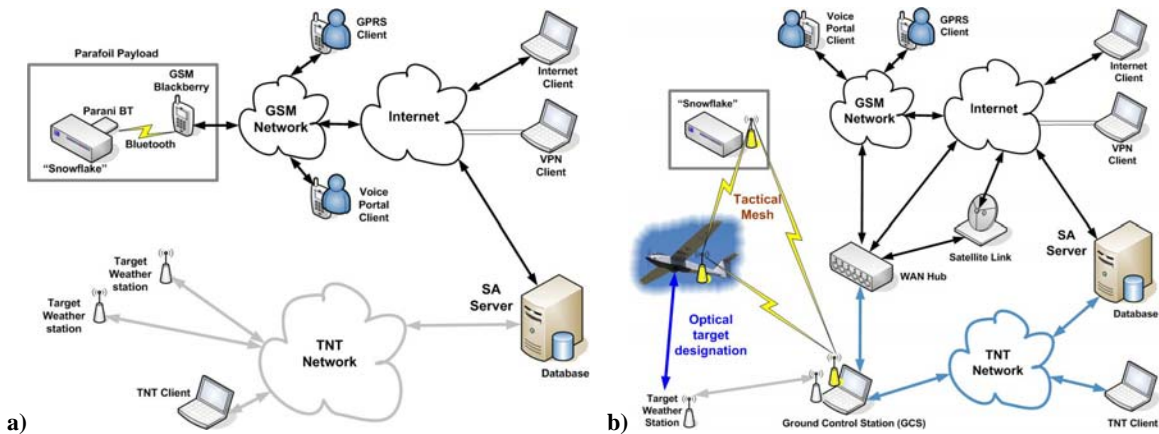 GPRS
Client
Parafoil Payload
GSM
Blackberry
Parani BT
Bluetooth
"Snowflake"
GSM
Network
Internet
Internet
Client
VPN
Client
Voice
Portal
Client
Target
Weather
station
Target
Weather
station
SA
Server
TNT
Network
Database
TNT Client
a)
Voice
Portal
Client
GPRS
Client
Internet
Client
"Snowflake"
GSM
Network
Internet
VPN
Client
Tactical
Mesh
Satellite Link
SA
Server
WAN Hub
Optical
target
designation
Database
TNT
Network
Target
Weather
Station
Ground Control Station (GCS)
TNT Client
b)